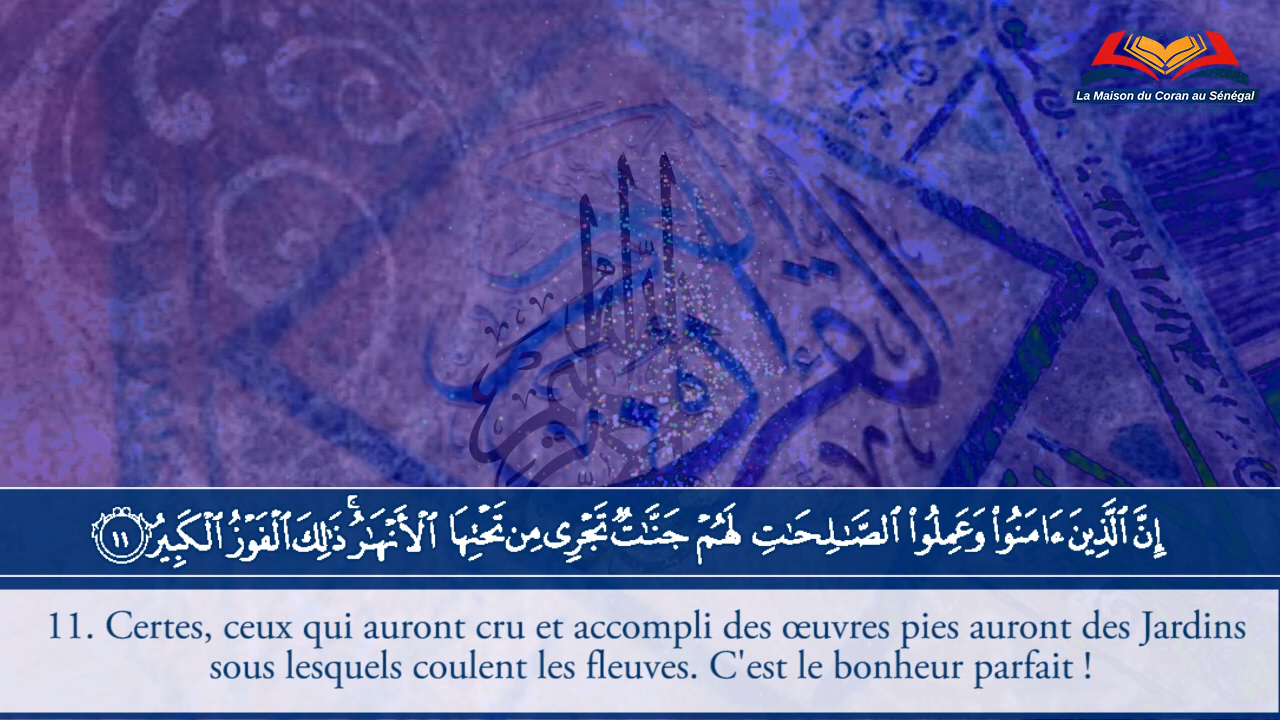 La Maison du Coran au Sénégal
إِنَّ ٱلَّذِينَ ءَامَنُواْ وَعَمِلُواْ ٱلصَّٰلِحَٰتِ لَهُمْ جَنَّٰتٌ تَجْرِى مِن تَحْتِهَا ٱلْأَنْهَٰرُ ۚ ذَٰلِكَ ٱلْفَوْزُ ٱلْكَبِيرُ ١١
11. Certes, ceux qui auront cru et accompli des œuvres pies auront des Jardins
sous lesquels coulent les fleuves. C'est le bonheur parfait !